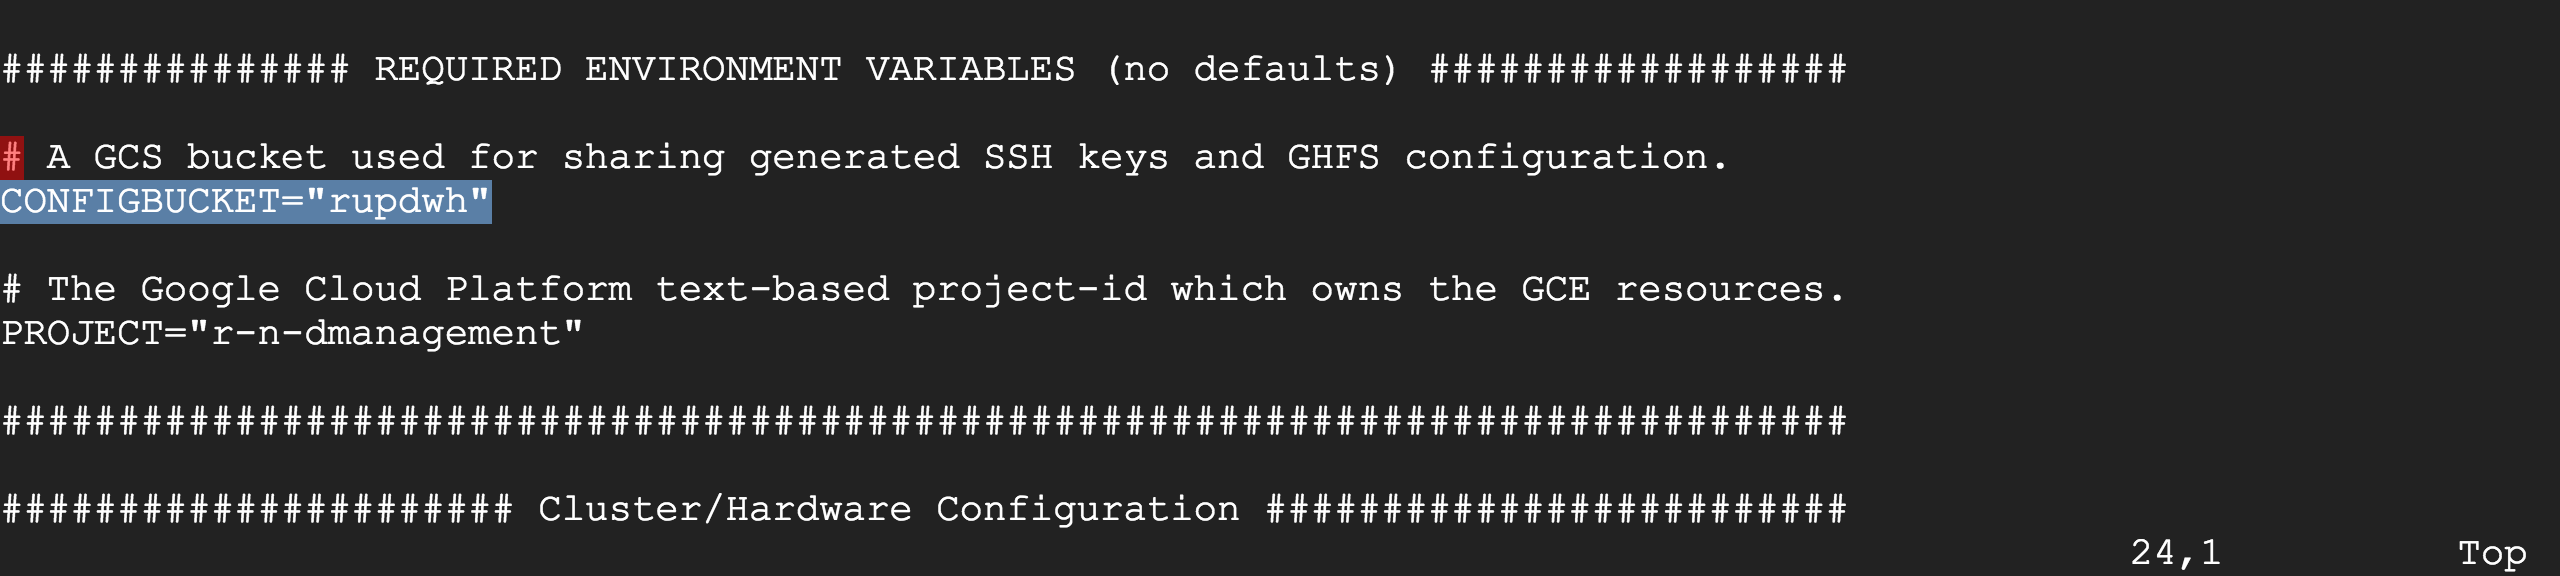 ############### REQUIRED ENVIRONMENT VARIABLES (no defaults) ##################
# A GCS bucket used for sharing generated SSH keys and GHFS configuration.
CONFIGBUCKET="rupdwh"
# The Google Cloud Platform text-based project-id which owns the GCE resources.
PROJECT="r-n-dmanagement"
###############################################################################
###################### Cluster/Hardware Configuration #########################
24,1 Top